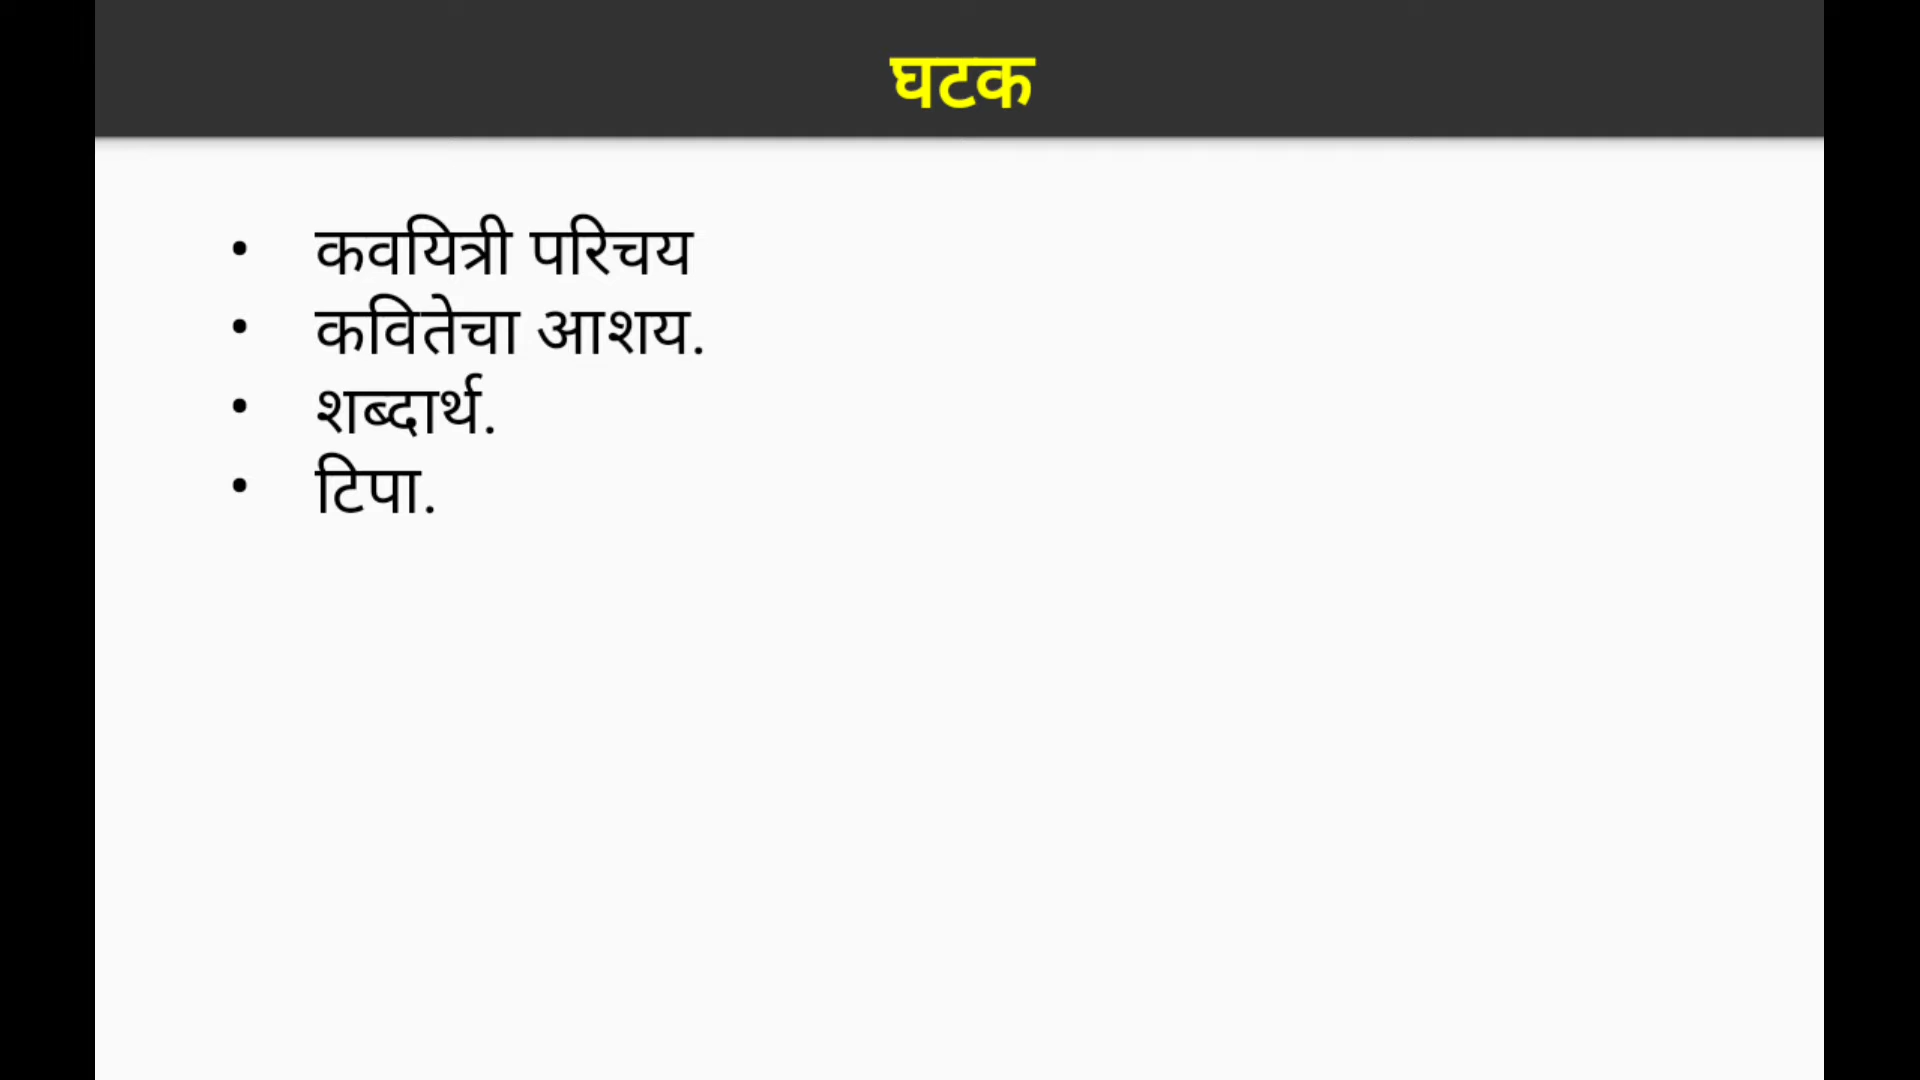 घटक
• कवयित्री परिचय
• कवितेचा आशय.
• शब्दार्थ.
• टिपा.